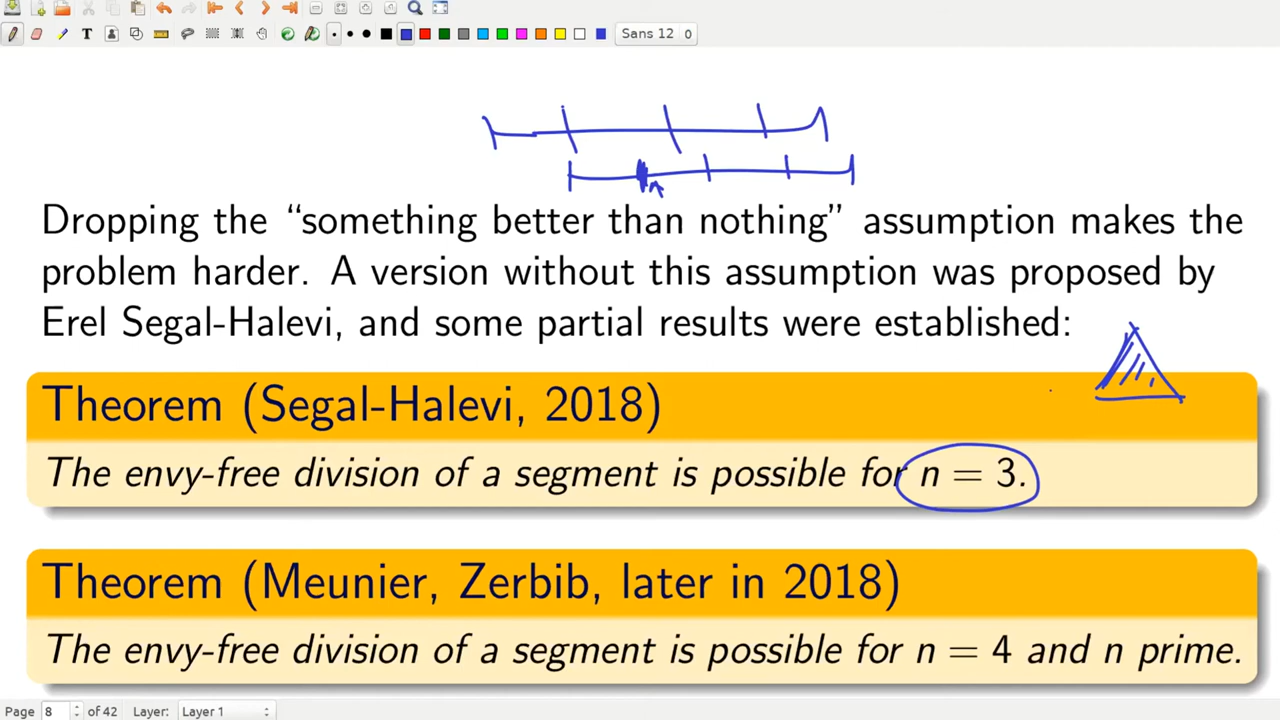 Sans 12 0
Dropping the “something better than nothing” assumption makes the
problem harder. A version without this assumption was proposed by
Erel Segal-Halevi, and some partial results were established:
Theorem (Segal-Halevi, 2018)
The envy-free division of a segment is possible for n = 3.
Theorem (Meunier, Zerbib, later in 2018)
The envy-free division of a segment is possible for n = 4 and n prime.
Page 8 of 42 Layer: Layer 1